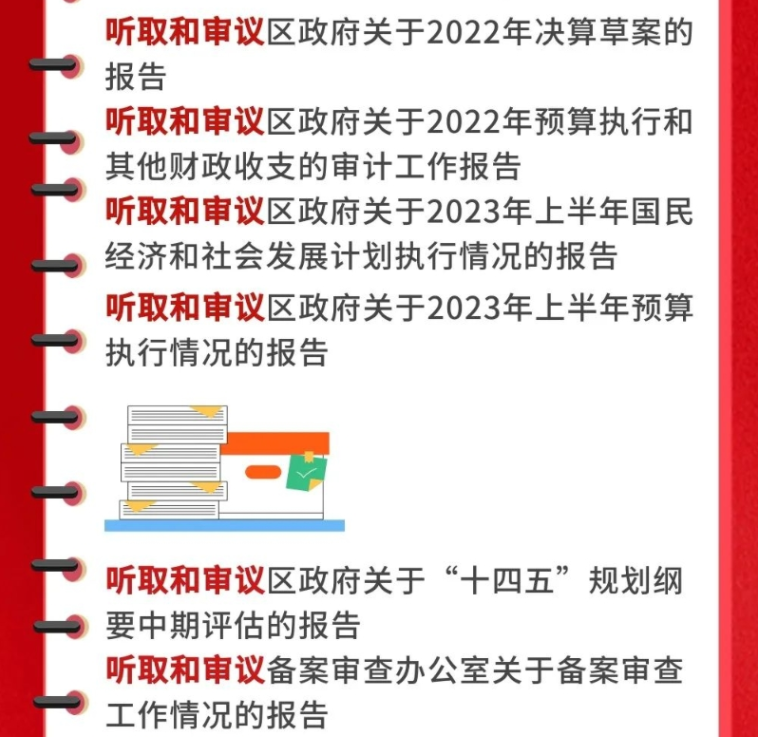 听取和审议区政府关于2022年决算草案的
报告
听取和审议区政府关于2022年预算执行和
其他财政收支的审计工作报告
听取和审议区政府关于2023年上半年国民
经济和社会发展计划执行情况的报告
听取和审议区政府关于2023年上半年预算
执行情况的报告
听取和审议区政府关于“十四五”规划纲
要中期评估的报告
听取和审议备案审查办公室关于备案审查
工作情况的报告